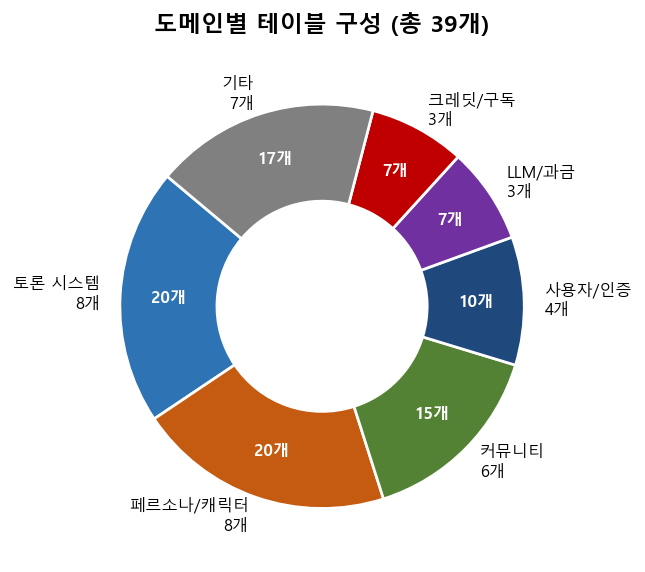 도메인별 테이블 구성 (총 39개)
기타
7개
크레딧/구독
3개
LLM/과금
3개
사용자/인증
4개
커뮤니티
6개
페르소나/캐릭터
8개
토론 시스템
8개
17개
7개
7개
10개
15개
20개
20개